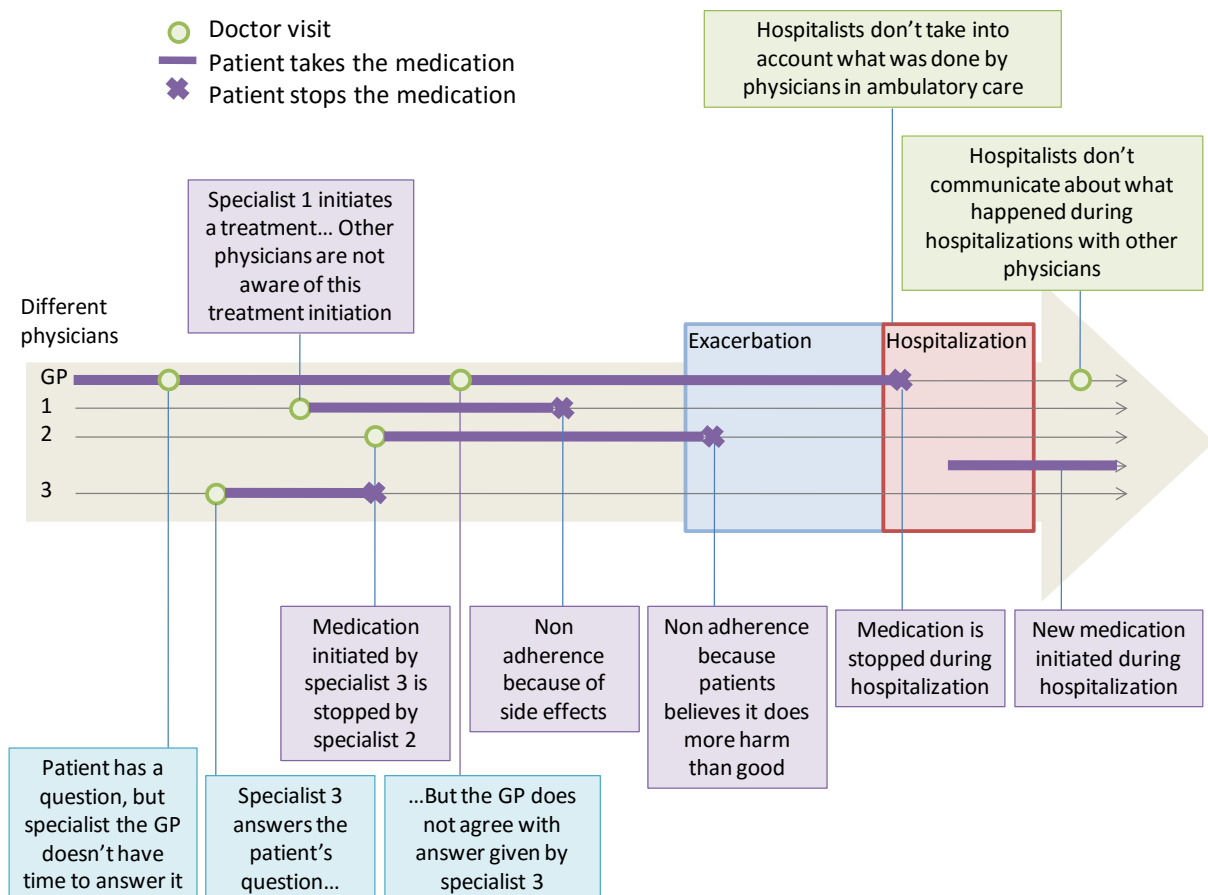 Doctor visit
Patient takes the medication
Patient stops the medication
Hospitalists don’t take into
account what was done by
physicians in ambulatory care
Hospitalists don’t
communicate about what
happened during
hospitalizations with other
physicians
Specialist 1 initiates
a treatment… Other
physicians are not
aware of this
treatment initiation
Different
physicians
Exacerbation
Hospitalization
GP
1
2
3
Medication
initiated by
specialist 3 is
stopped by
specialist 2
Non
adherence
because of
side effects
Non adherence
because
patients
believes it does
more harm
than good
Medication is
stopped during
hospitalization
New medication
initiated during
hospitalization
Patient has a
question, but
specialist the GP
doesn’t have
time to answer it
Specialist 3
answers the
patient’s
question…
…But the GP does
not agree with
answer given by
specialist 3